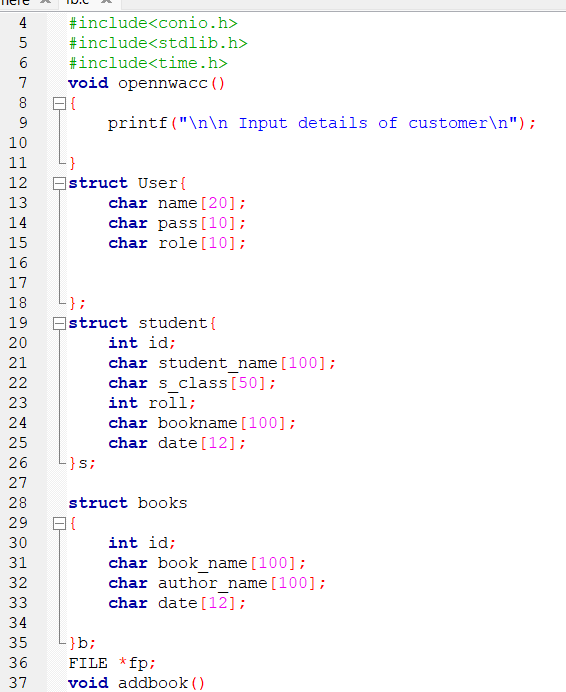 here lb.c
4 #include<conio.h>
5 #include<stdlib.h>
6 #include<time.h>
7 void opennwacc()
8 {
9 printf("\n\n Input details of customer\n");
10
11 }
12 struct User{
13 char name[20];
14 char pass[10];
15 char role[10];
16
17
18 };
19 struct student{
20 int id;
21 char student_name[100];
22 char s_class[50];
23 int roll;
24 char bookname[100];
25 char date[12];
26 }s;
27
28 struct books
29 {
30 int id;
31 char book_name[100];
32 char author_name[100];
33 char date[12];
34
35 }b;
36 FILE *fp;
37 void addbook()